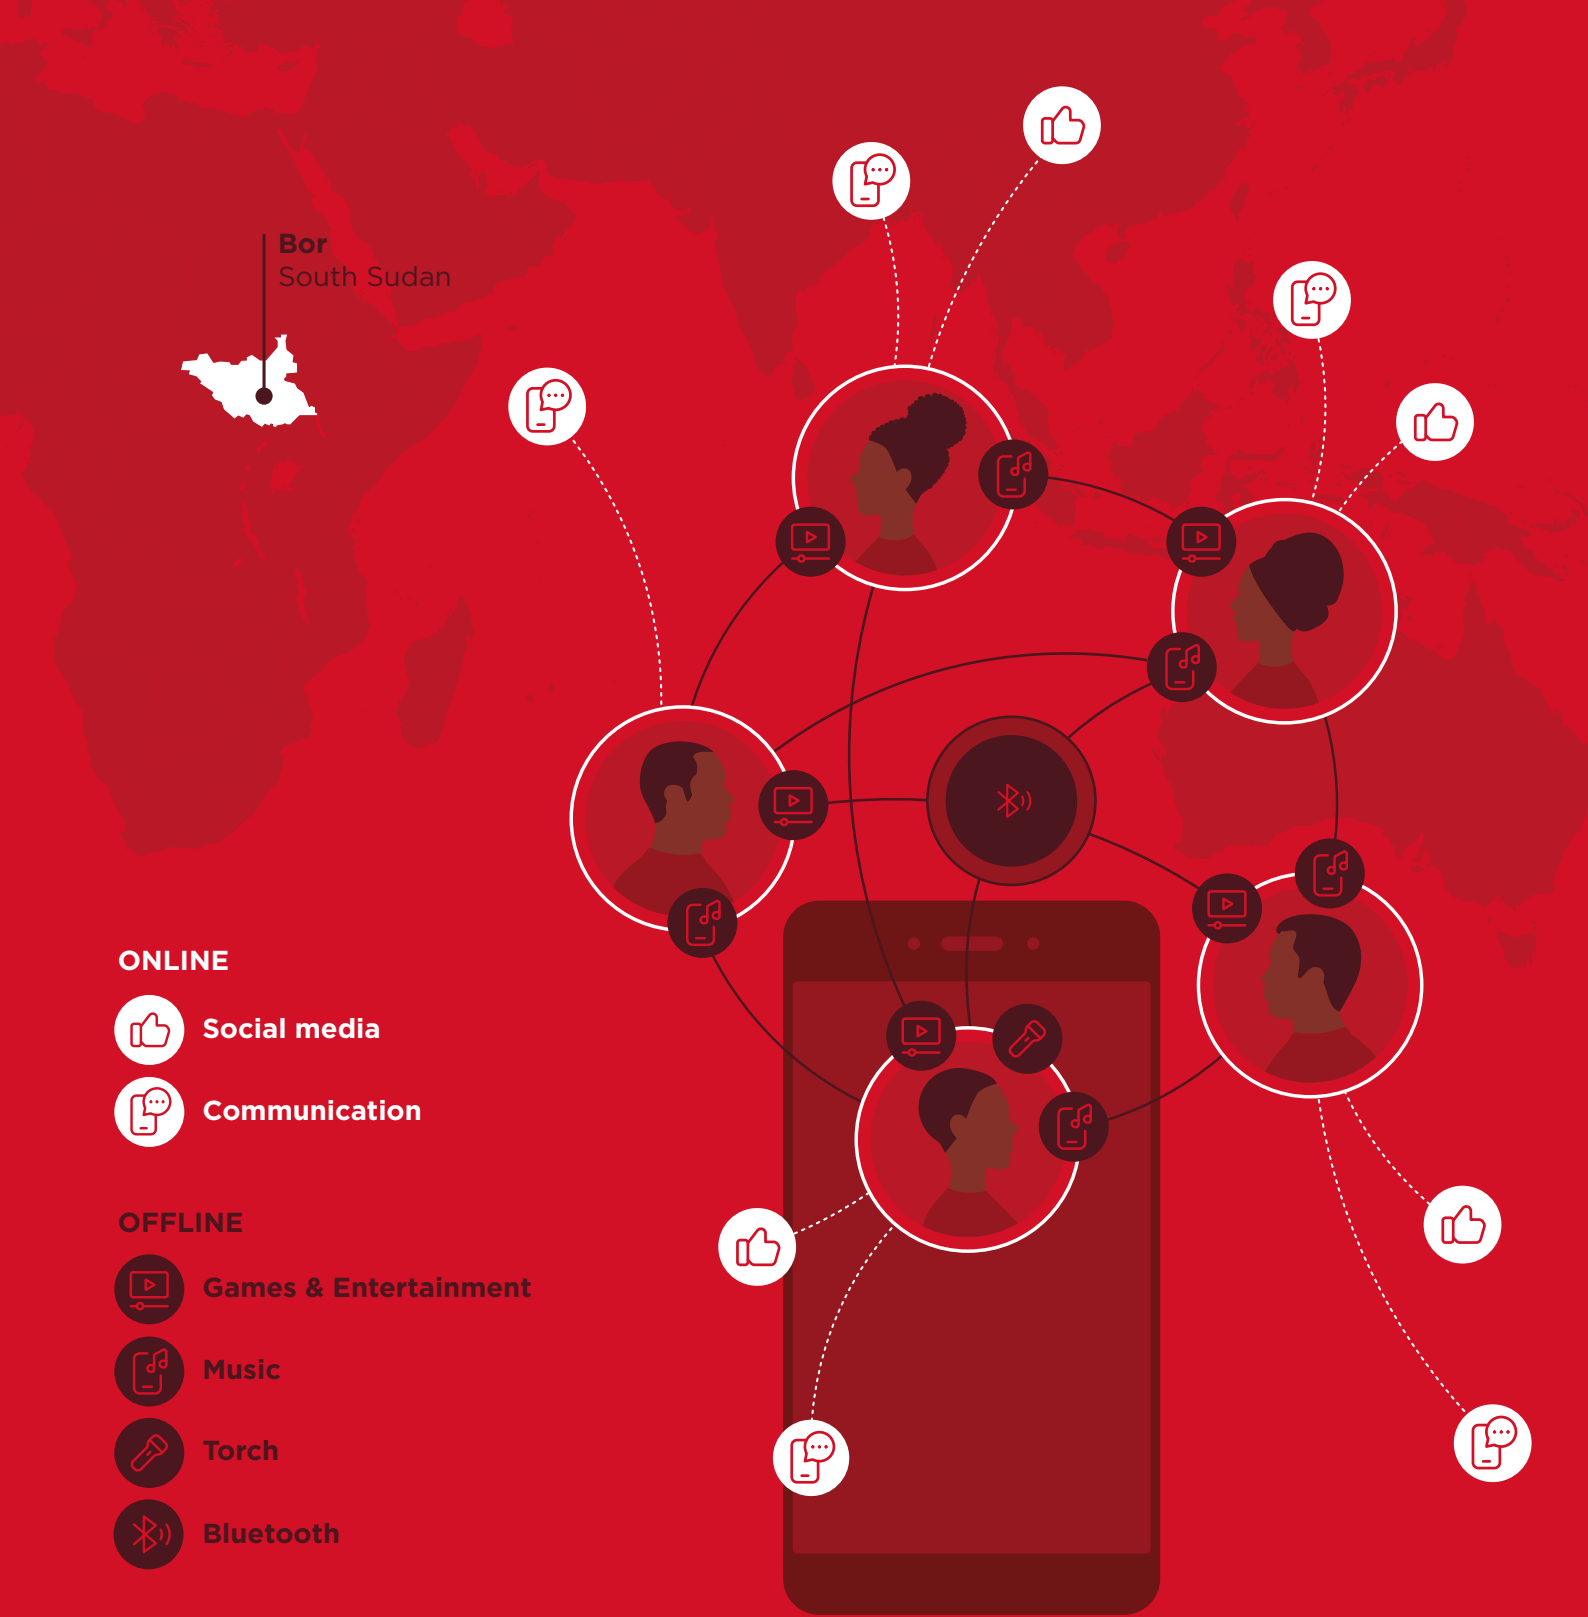 Bor
South Sudan
ONLINE
Social media
Communication
OFFLINE
Games & Entertainment
Music
Torch
Bluetooth